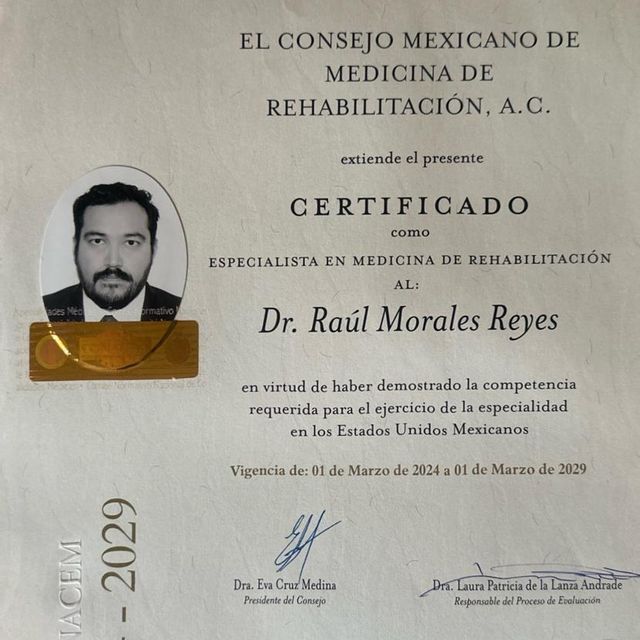 EL CONSEJO MEXICANO DE
MEDICINA DE
REHABILITACIÓN, A.C.
extiende el presente
CERTIFICADO
como
ESPECIALISTA EN MEDICINA DE REHABILITACIÓN
AL:
Dr. Raúl Morales Reyes
en virtud de haber demostrado la competencia
requerida para el ejercicio de la especialidad
en los Estados Unidos Mexicanos
Vigencia de: 01 de Marzo de 2024 a 01 de Marzo de 2029
Dra. Eva Cruz Medina
Presidente del Consejo
Dra. Laura Patricia de la Lanza Andrade
Responsable del Proceso de Evaluación
NACEM
- 2029